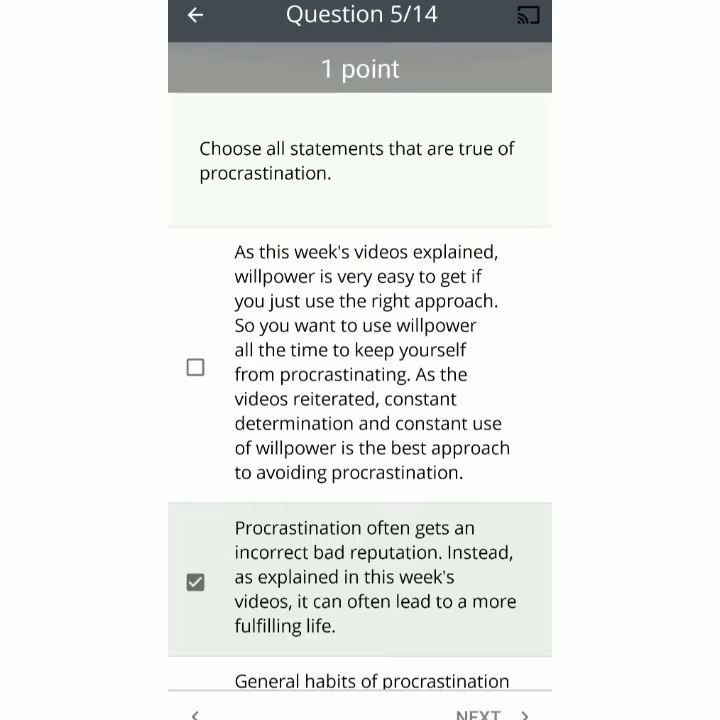 Question 5/14
1 point
Choose all statements that are true of
procrastination.
As this week's videos explained,
willpower is very easy to get if
you just use the right approach.
So you want to use willpower
all the time to keep yourself
from procrastinating. As the
videos reiterated, constant
determination and constant use
of willpower is the best approach
to avoiding procrastination.
Procrastination often gets an
incorrect bad reputation. Instead,
as explained in this week's
videos, it can often lead to a more
fulfilling life.
General habits of procrastination
NEXT